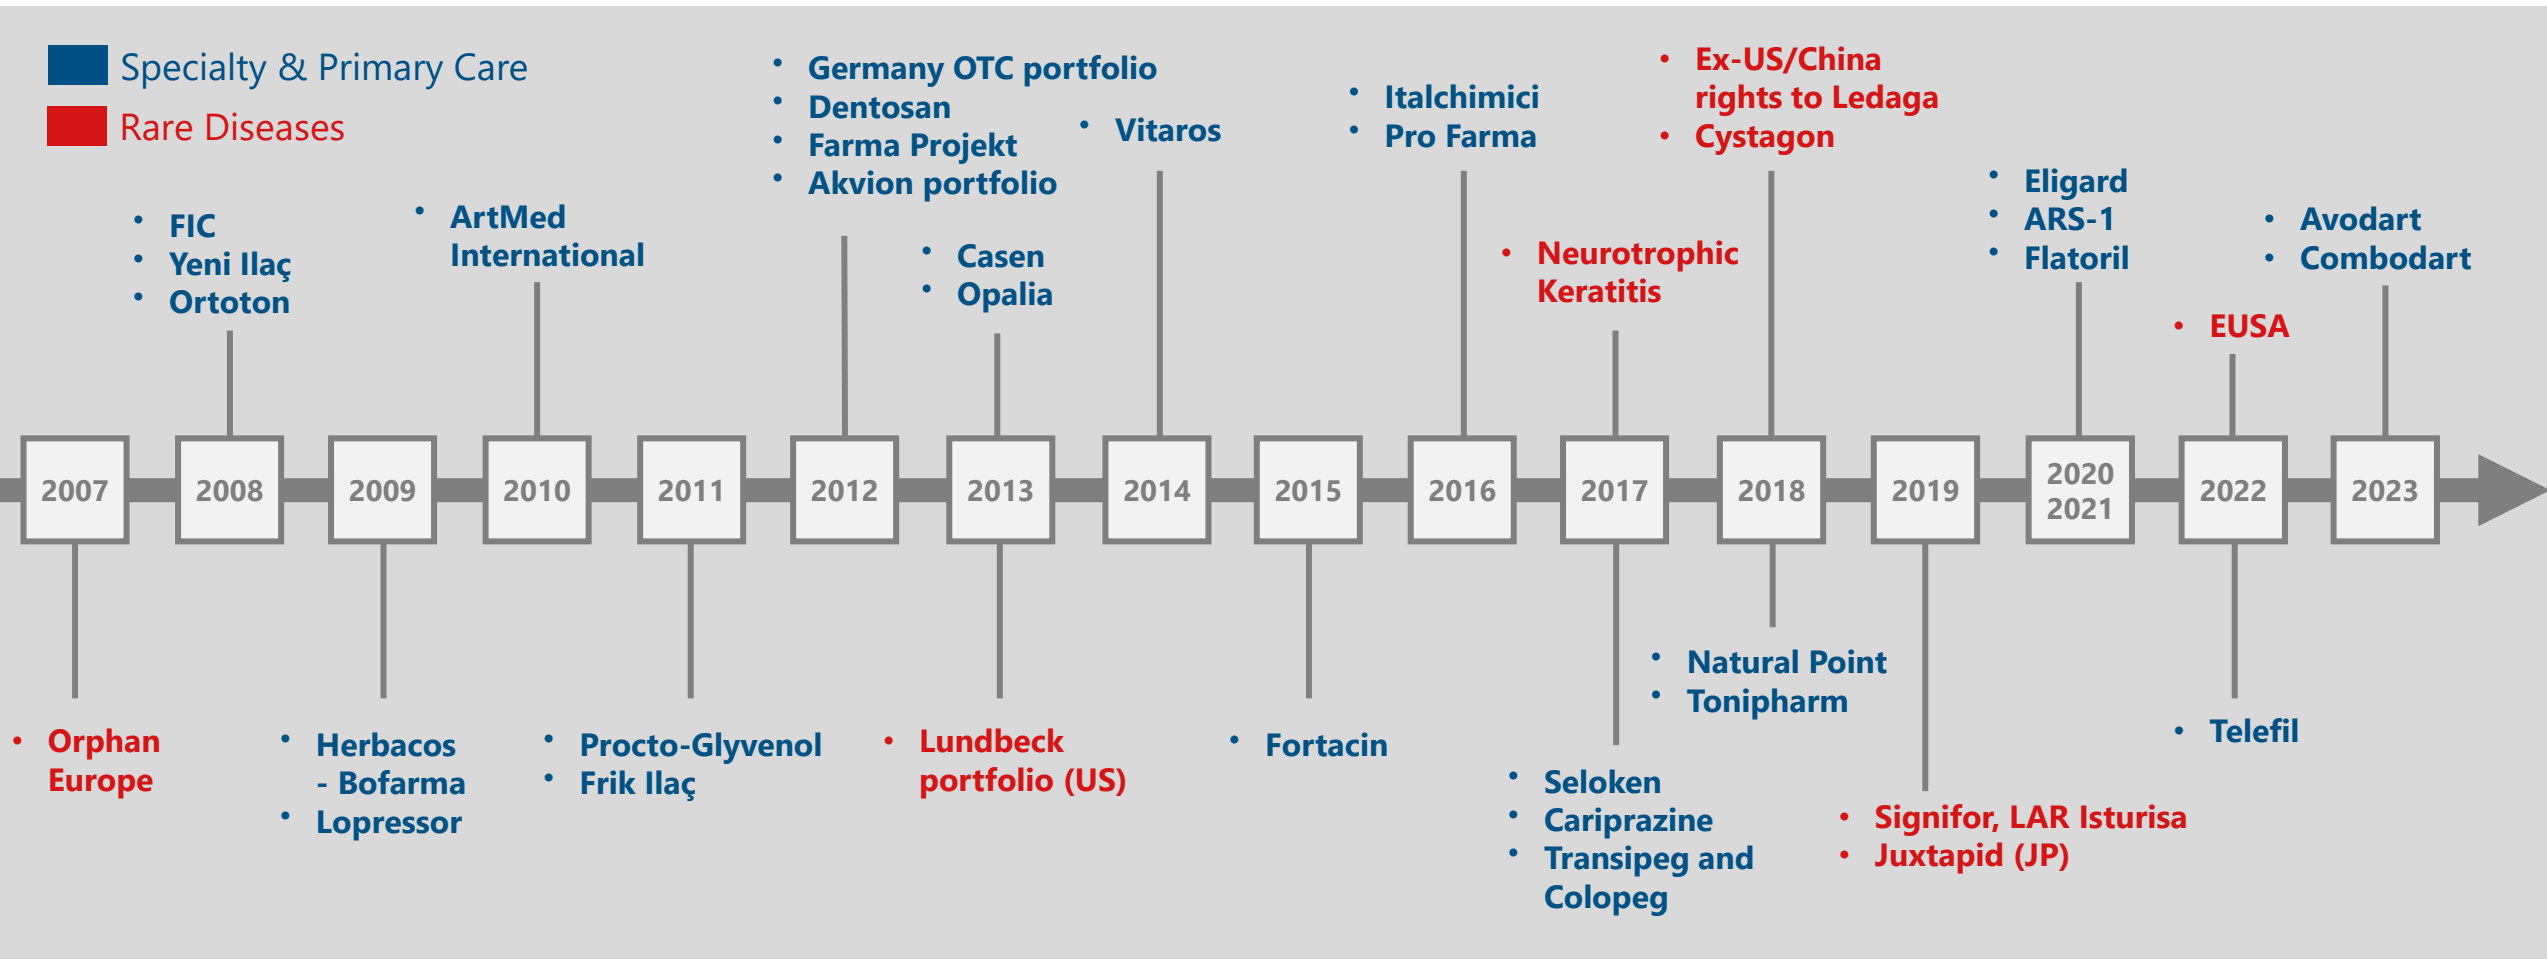 Specialty & Primary Care
Rare Diseases
• FIC
• Yeni Ilaç
• Ortoton
• ArtMed
International
• Germany OTC portfolio
• Dentosan
• Farma Projekt
• Akvion portfolio
• Casen
• Opalia
• Vitaros
• Italchimici
• Pro Farma
• Neurotrophic
Keratitis
• Ex-US/China
rights to Ledaga
• Cystagon
• Eligard
• ARS-1
• Flatoril
• EUSA
• Avodart
• Combodart
2007
2008
2009
2010
2011
2012
2013
2014
2015
2016
2017
2018
2019
2020
2021
2022
2023
• Orphan
Europe
• Herbacos
- Bofarma
• Lopressor
• Procto-Glyvenol
• Frik Ilaç
• Lundbeck
portfolio (US)
• Fortacin
• Seloken
• Cariprazine
• Transipeg and
Colopeg
• Natural Point
• Tonipharm
• Signifor, LAR Isturisa
• Juxtapid (JP)
• Telefil